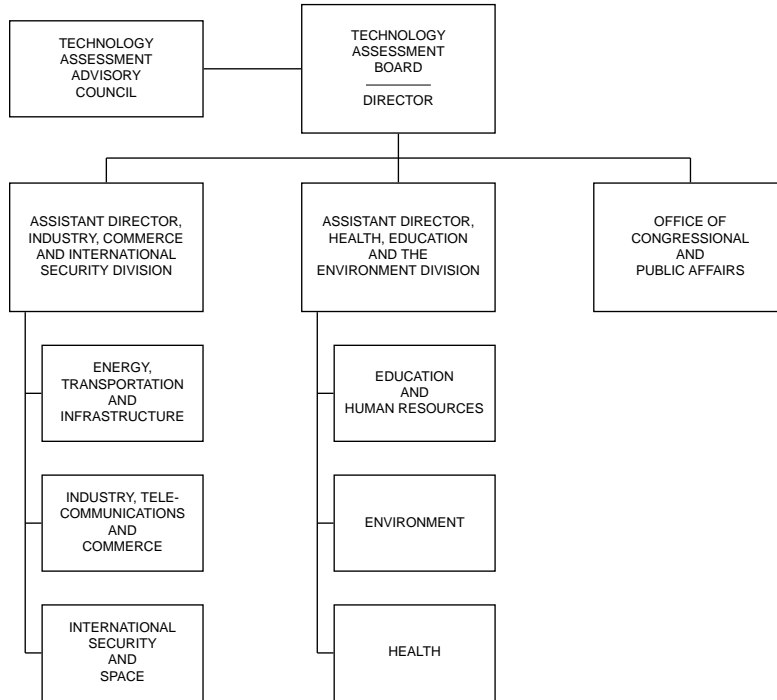 TECHNOLOGY
ASSESSMENT
ADVISORY
COUNCIL
TECHNOLOGY
ASSESSMENT
BOARD
DIRECTOR
ASSISTANT DIRECTOR,
INDUSTRY, COMMERCE
AND INTERNATIONAL
SECURITY DIVISION
ASSISTANT DIRECTOR,
HEALTH, EDUCATION
AND THE
ENVIRONMENT DIVISION
OFFICE OF
CONGRESSIONAL
AND
PUBLIC AFFAIRS
ENERGY,
TRANSPORTATION
AND
INFRASTRUCTURE
EDUCATION
AND
HUMAN RESOURCES
INDUSTRY, TELE-
COMMUNICATIONS
AND
COMMERCE
ENVIRONMENT
INTERNATIONAL
SECURITY
AND
SPACE
HEALTH